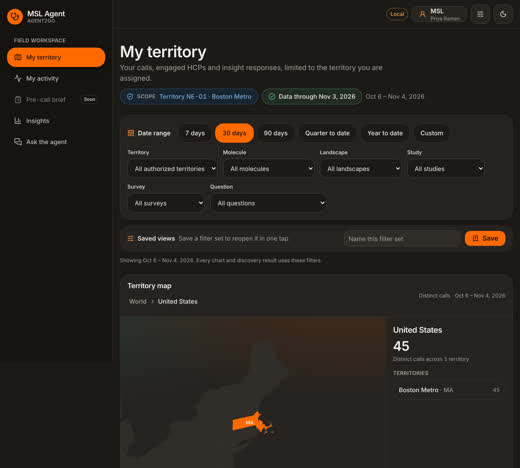 MSL Agent
AGENT2GO
Local
MSL
Priya Raman
FIELD WORKSPACE
My territory
My activity
Pre-call brief
Soon
Insights
Ask the agent
My territory
Your calls, engaged HCPs and insight responses, limited to the territory you are
assigned.
SCOPE Territory NE-01 · Boston Metro
Data through Nov 3, 2026
Oct 6 – Nov 4, 2026
Date range
7 days
30 days
90 days
Quarter to date
Year to date
Custom
Territory
Molecule
Landscape
Study
All authorized territories
All molecules
All landscapes
All studies
Survey
Question
All surveys
All questions
Saved views Save a filter set to reopen it in one tap
Name this filter set
Save
Showing Oct 6 – Nov 4, 2026. Every chart and discovery result uses these filters.
Territory map
World > United States
Distinct calls · Oct 6 – Nov 4, 2026
United States
45
Distinct calls across 1 territory
TERRITORIES
Boston Metro · MA 45
MA